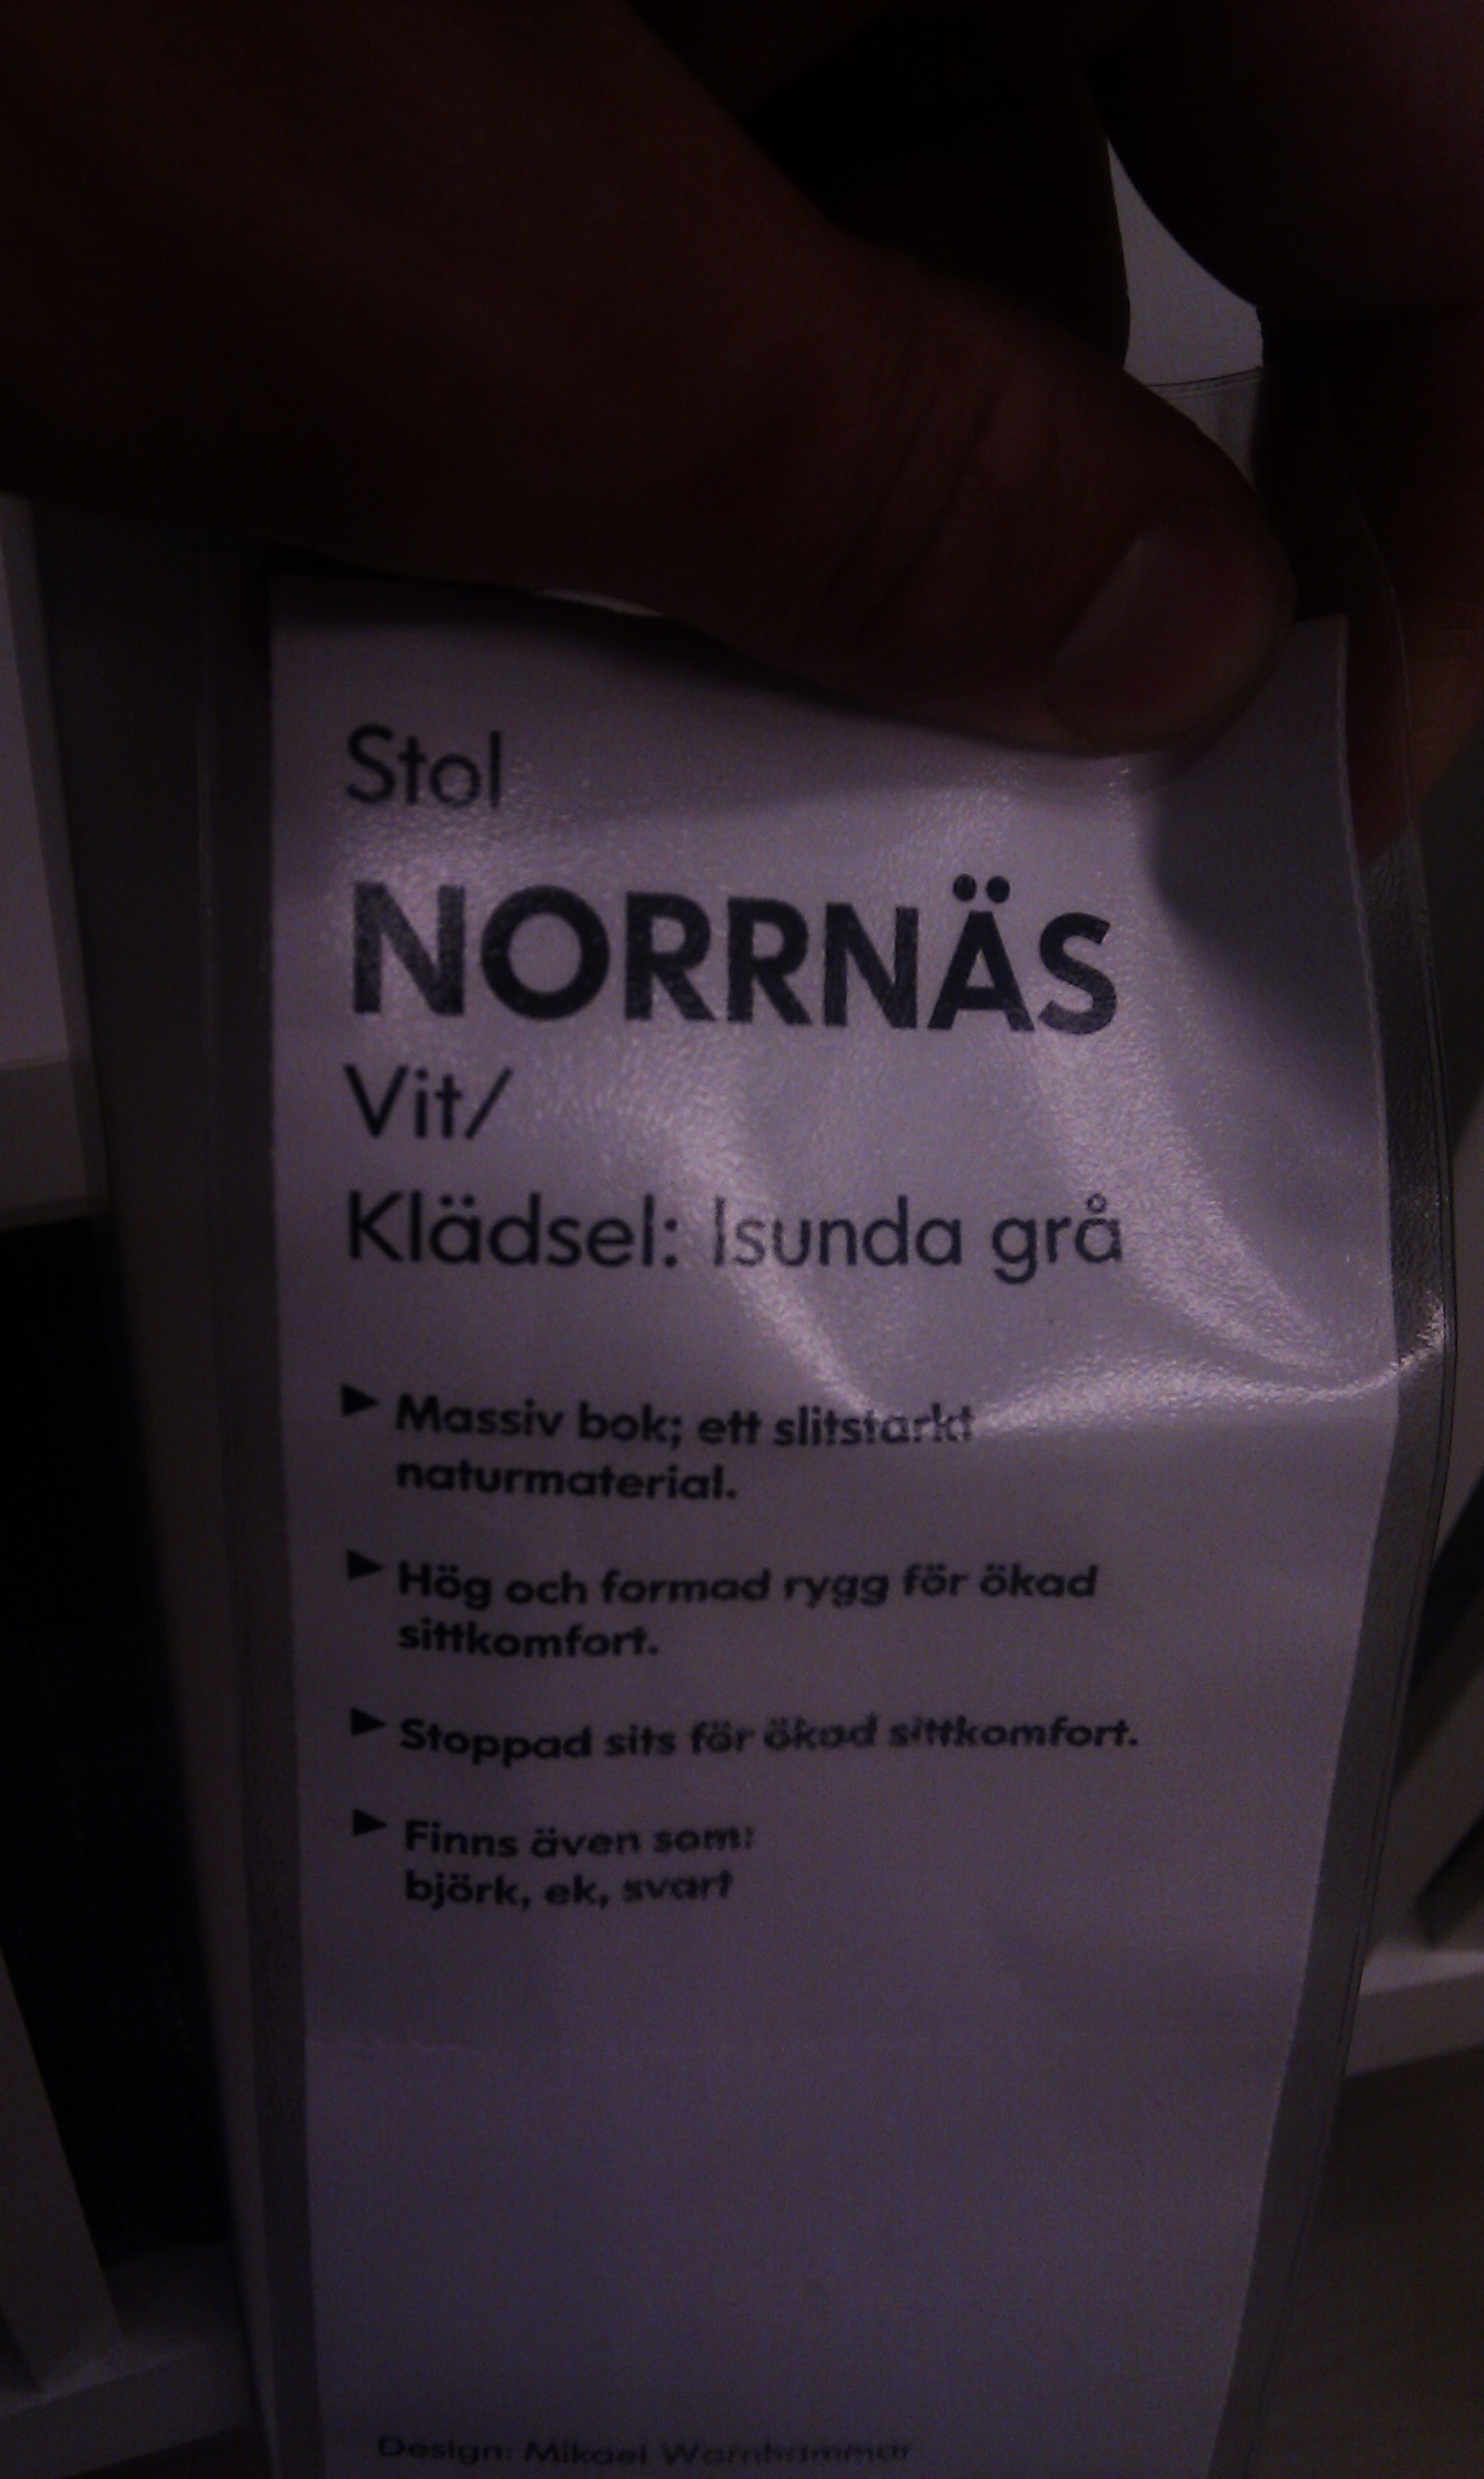 Stol
NORRNÄS
Vit/
Klädsel: Isunda grå
► Massiv bok; ett slitstarkt
naturmaterial.
► Hög och formad rygg för ökad
sittkomfort.
► Stoppad sits för ökad sittkomfort.
► Finns även som:
björk, ek, svart
Design: Mikael Warnhammar